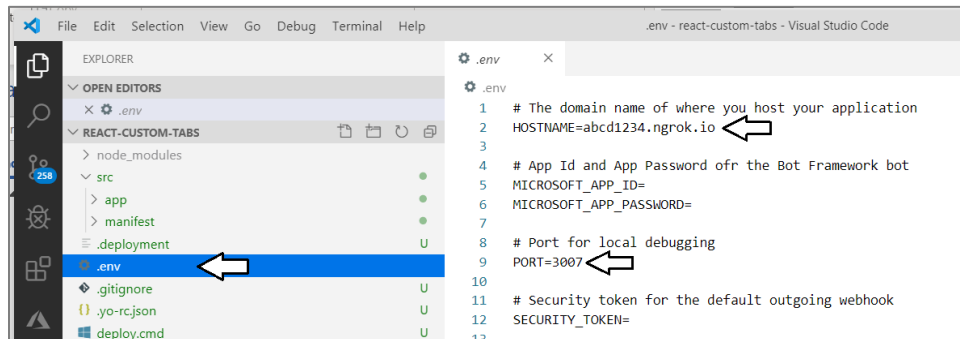 File Edit Selection View Go Debug Terminal Help
.env - react-custom-tabs - Visual Studio Code
EXPLORER
OPEN EDITORS
.env
REACT-CUSTOM-TABS
node_modules
src
app
manifest
.deployment U
.env
.gitignore U
.yo-rc.json U
deploy.cmd U
258
.env
.env
1 # The domain name of where you host your application
2 HOSTNAME=abcd1234.ngrok.io
3
4 # App Id and App Password ofr the Bot Framework bot
5 MICROSOFT_APP_ID=
6 MICROSOFT_APP_PASSWORD=
7
8 # Port for local debugging
9 PORT=3007
10
11 # Security token for the default outgoing webhook
12 SECURITY_TOKEN=
13